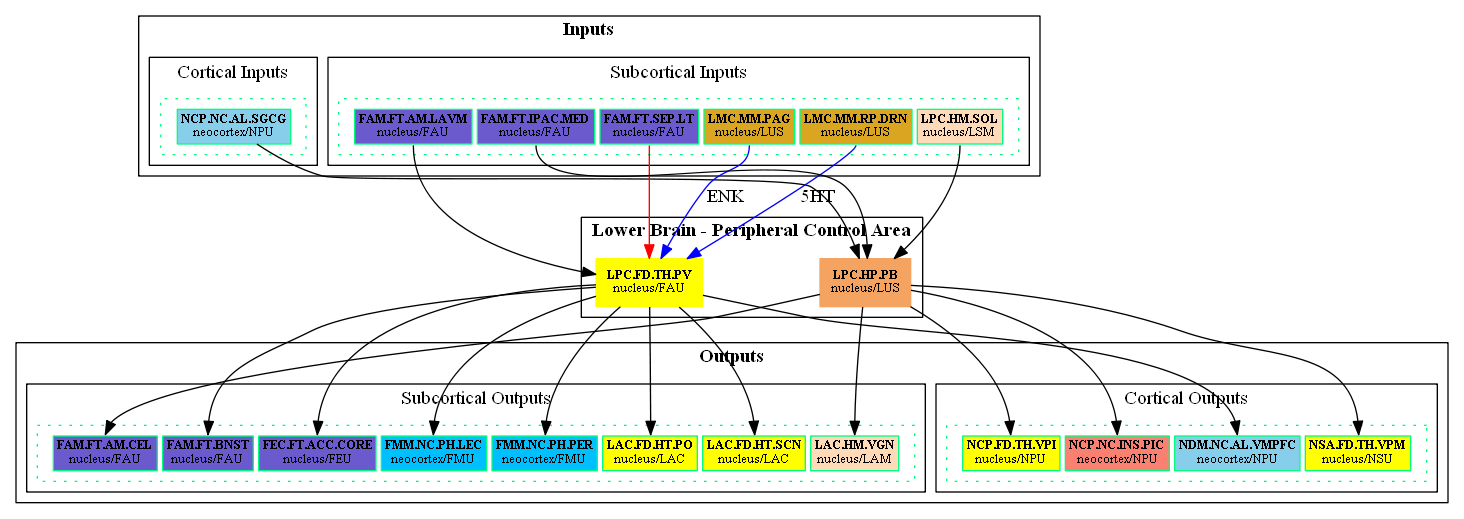 Inputs
Cortical Inputs
Subcortical Inputs
NCP.NC.AL.SGCG
neocortex/NPU
FAM.FT.AM.LAVM
nucleus/FAU
FAM.FT.IPAC.MED
nucleus/FAU
FAM.FT.SEP.LT
nucleus/FAU
LMC.MM.PAG
nucleus/LUS
LMC.MM.RP.DRN
nucleus/LUS
LPC.HM.SOL
nucleus/LSM
ENK
5HT
Lower Brain - Peripheral Control Area
LPC.FD.TH.PV
nucleus/FAU
LPC.HP.PB
nucleus/LUS
Outputs
Subcortical Outputs
Cortical Outputs
FAM.FT.AM.CEL
nucleus/FAU
FAM.FT.BNST
nucleus/FAU
FEC.FT.ACC.CORE
nucleus/FEU
FMM.NC.PH.LEC
neocortex/FMU
FMM.NC.PH.PER
neocortex/FMU
LAC.FD.HT.PO
nucleus/LAC
LAC.FD.HT.SCN
nucleus/LAC
LAC.HM.VGN
nucleus/LAM
NCP.FD.TH.VPI
nucleus/NPU
NCP.NC.INS.PIC
neocortex/NPU
NDM.NC.AL.VMPFC
neocortex/NPU
NSA.FD.TH.VPM
nucleus/NSU